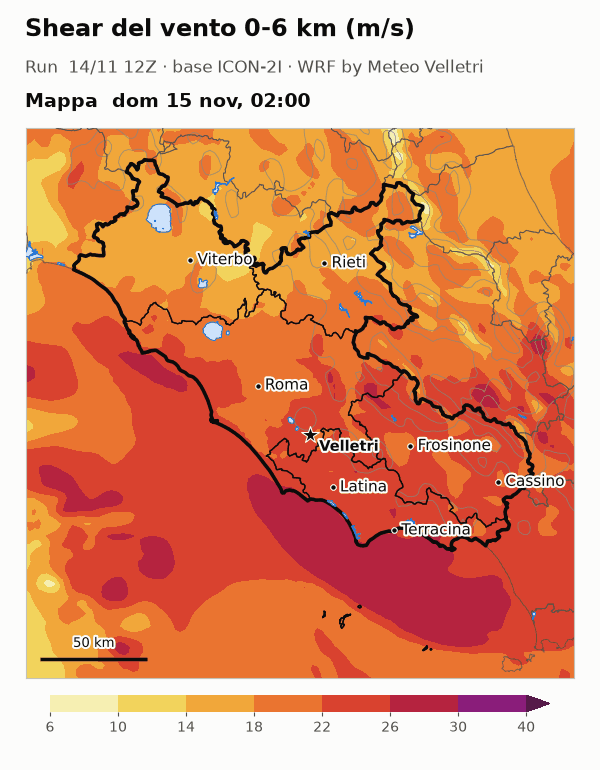 Shear del vento 0-6 km (m/s)
Run  14/11 12Z · base ICON-2I · WRF by Meteo Velletri
Mappa  dom 15 nov, 02:00
Viterbo
Rieti
Roma
Velletri
Frosinone
Latina
Cassino
Terracina
50 km
6 10 14 18 22 26 30 40